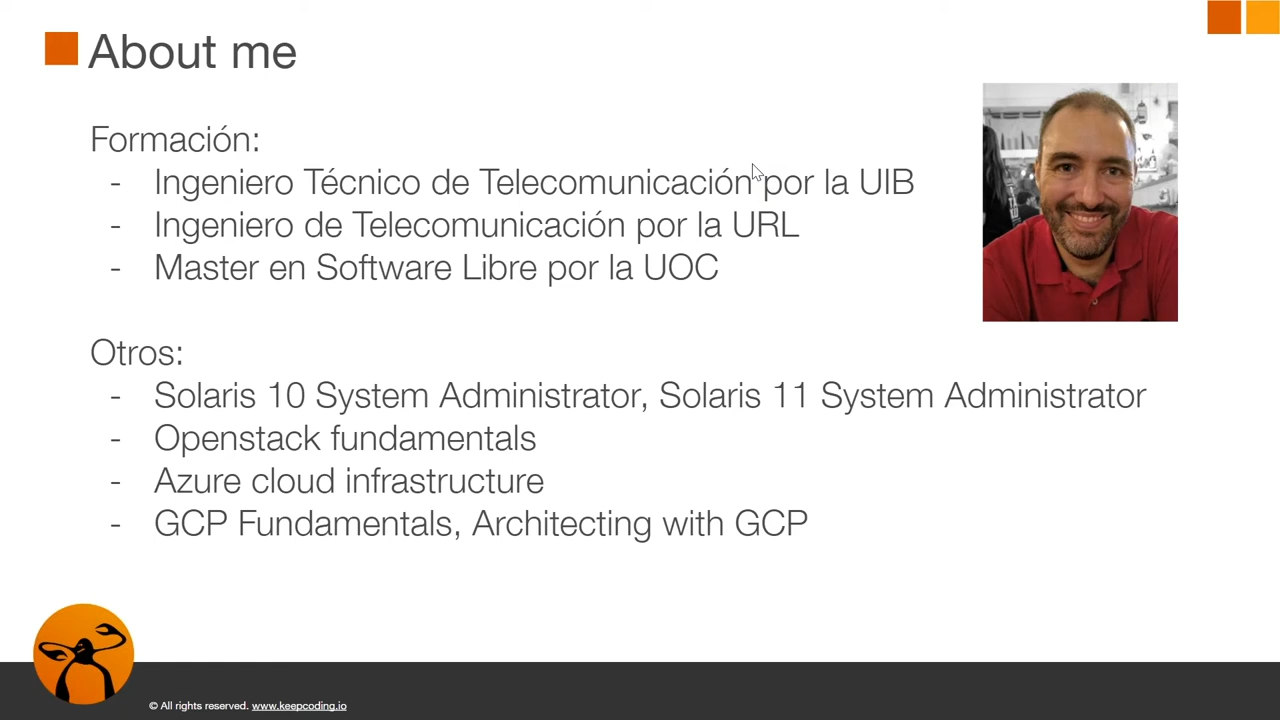 About me
Formación:
- Ingeniero Técnico de Telecomunicación por la UIB
- Ingeniero de Telecomunicación por la URL
- Master en Software Libre por la UOC
Otros:
- Solaris 10 System Administrator, Solaris 11 System Administrator
- Openstack fundamentals
- Azure cloud infrastructure
- GCP Fundamentals, Architecting with GCP
© All rights reserved. www.keepcoding.io